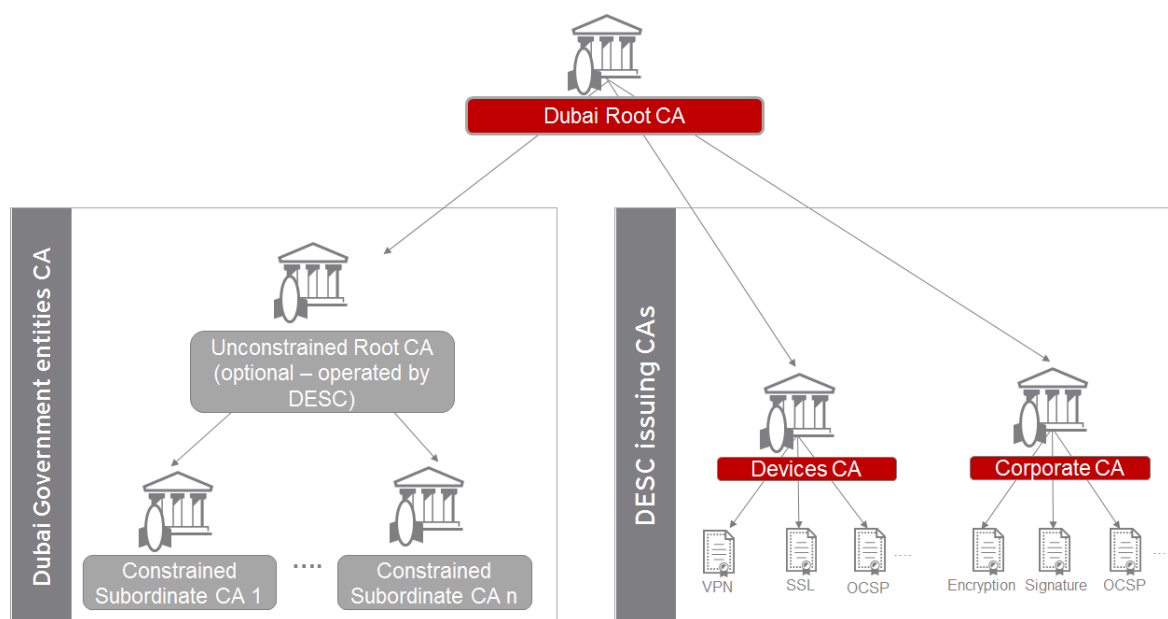 Dubai Root CA
Dubai Government entities CA
Unconstrained Root CA
(optional – operated by
DESC)
Constrained
Subordinate CA 1
....
Constrained
Subordinate CA n
DESC issuing CAs
Devices CA
Corporate CA
VPN
SSL
OCSP
....
Encryption
Signature
OCSP
....